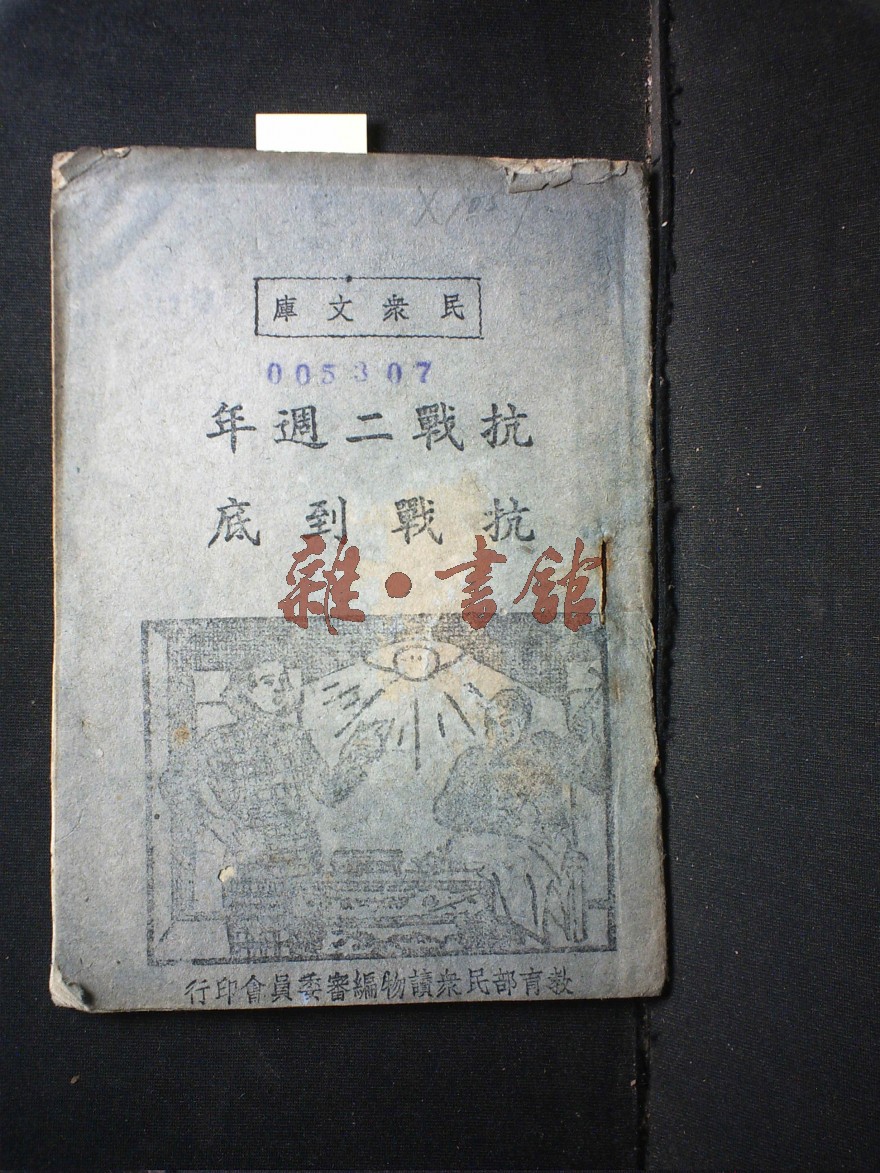 民衆文庫
005307
抗戰二週年
抗戰到底
雜·書舘
教育部民衆讀物編審委員會印行